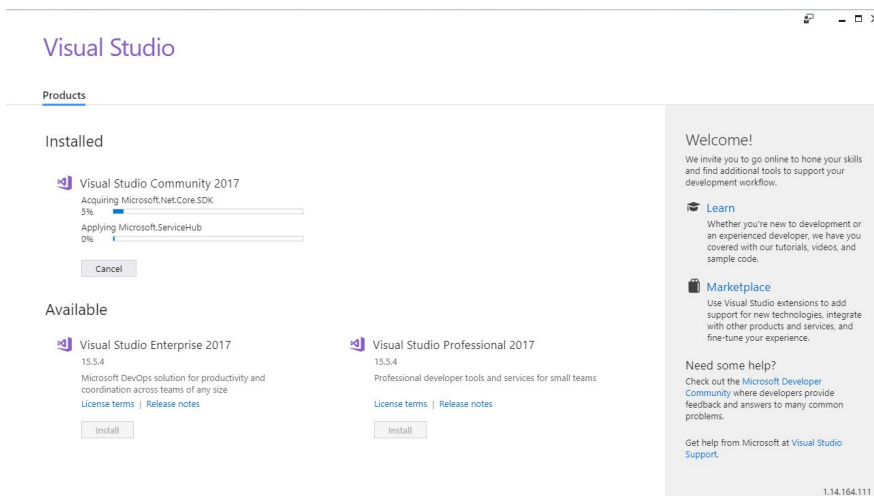 Visual Studio
Products
Installed
Visual Studio Community 2017
Acquiring Microsoft.Net.Core.SDK
5%
Applying Microsoft.ServiceHub
0%
Cancel
Available
Visual Studio Enterprise 2017
15.5.4
Microsoft DevOps solution for productivity and
coordination across teams of any size
License terms | Release notes
Install
Visual Studio Professional 2017
15.5.4
Professional developer tools and services for small teams
License terms | Release notes
Install
Welcome!
We invite you to go online to hone your skills
and find additional tools to support your
development workflow.
Learn
Whether you're new to development or
an experienced developer, we have you
covered with our tutorials, videos, and
sample code.
Marketplace
Use Visual Studio extensions to add
support for new technologies, integrate
with other products and services, and
fine-tune your experience.
Need some help?
Check out the Microsoft Developer
Community where developers provide
feedback and answers to many common
problems.
Get help from Microsoft at Visual Studio
Support.
1.14.164.111